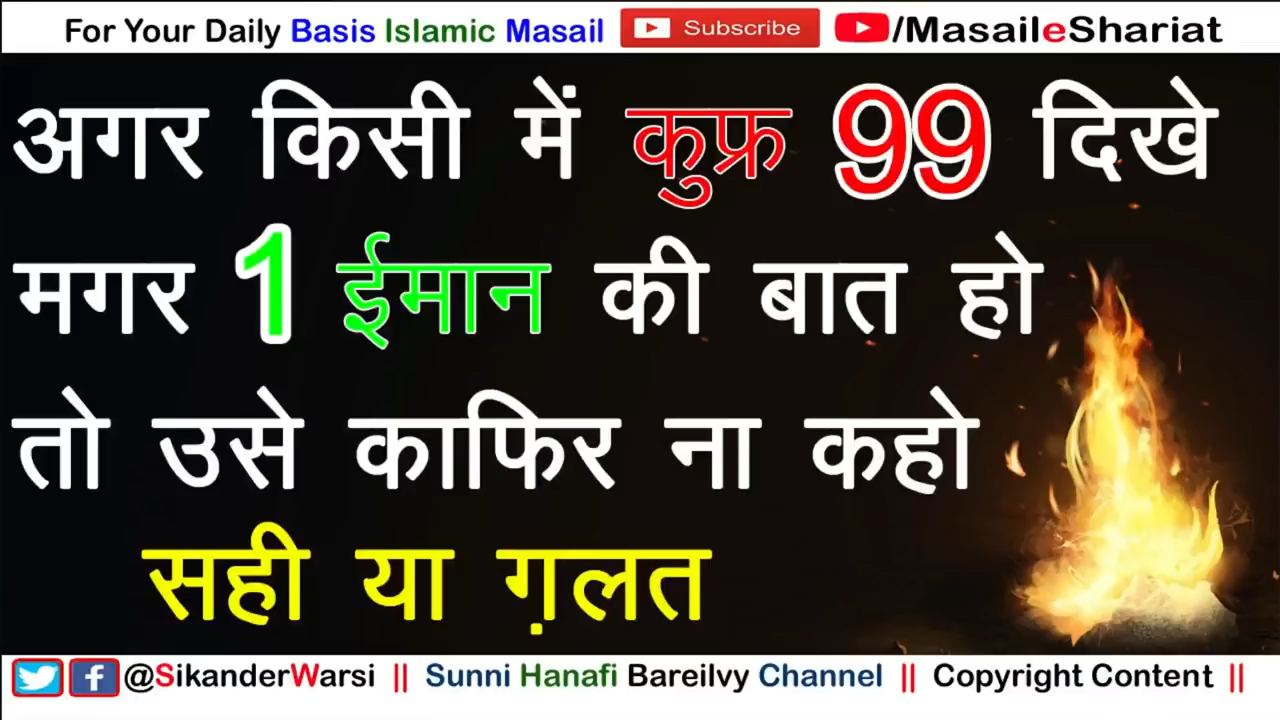 For Your Daily Basis Islamic Masail Subscribe /MasaileShariat
अगर किसी में कुफ्र 99 दिखे
मगर 1 ईमान की बात हो
तो उसे काफिर ना कहो
सही या ग़लत
@SikanderWarsi || Sunni Hanafi Bareilvy Channel || Copyright Content ||